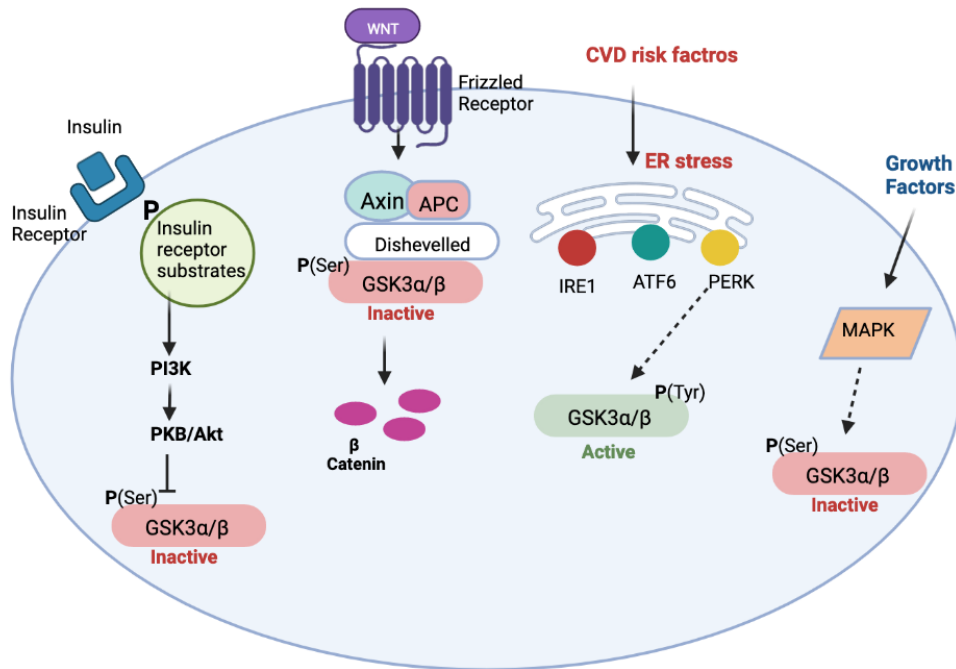 WNT
Frizzled
Receptor
Insulin
Insulin
Receptor
P
Insulin
receptor
substrates
PI3K
PKB/Akt
P(Ser)
GSK3α/β
Inactive
Axin
APC
Dishevelled
P(Ser)
GSK3α/β
Inactive
β
Catenin
CVD risk factros
ER stress
IRE1
ATF6
PERK
P(Tyr)
GSK3α/β
Active
Growth
Factors
MAPK
P(Ser)
GSK3α/β
Inactive